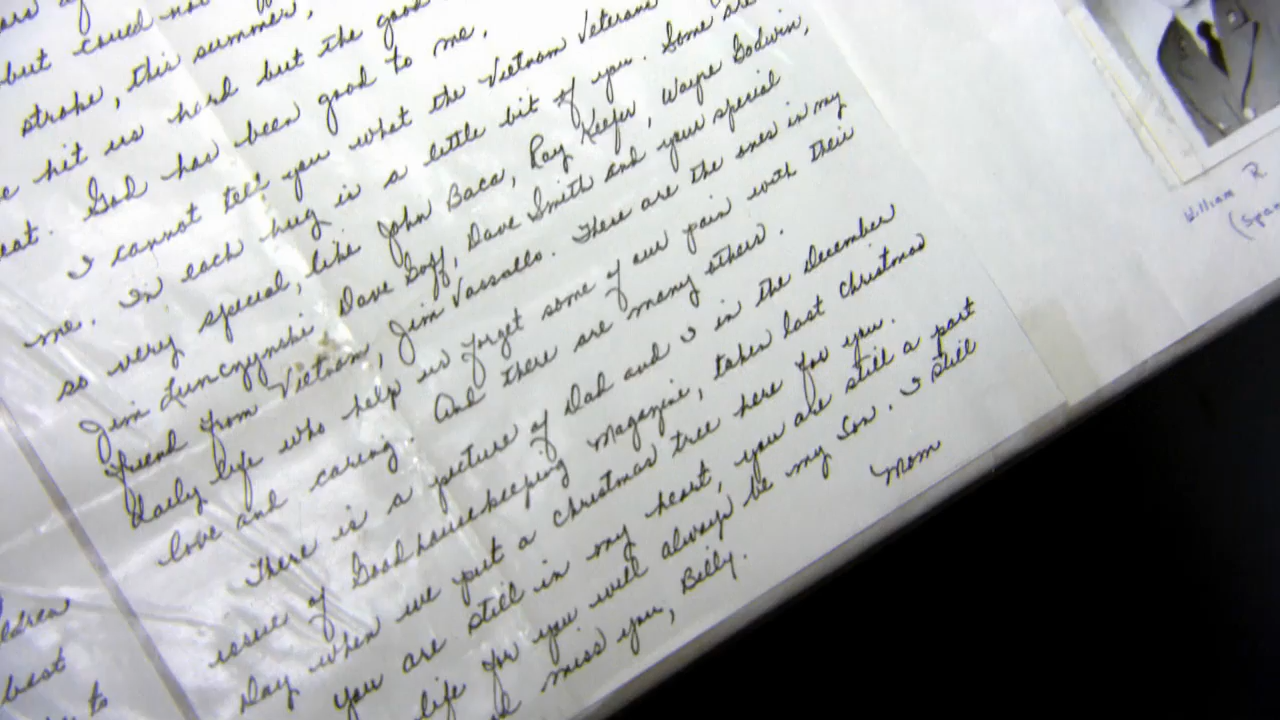 but could not
stroke, this summer,
hit us hard but the good
God has been good to me.
I cannot tell you what the Vietnam Veterans
me. In each hug is a little bit of you. Some are
so very special, like John Baca, Ray Keefer, Wayne Godwin,
Jim Lunczynski Dave Goff, Dave Smith and your special
friend from Vietnam, Jim Vassallo. These are the ones in my
daily life who help us forget some of our pain with their
love and caring. And there are many others.
There is a picture of Dad and I in the December
issue of Good housekeeping Magazine, taken last Christmas
Day when we put a Christmas tree here for you.
You are still in my heart, you are still a part
life for you will always be my Son. I still
miss you, Billy.
Mom
best
to
William R
(Span